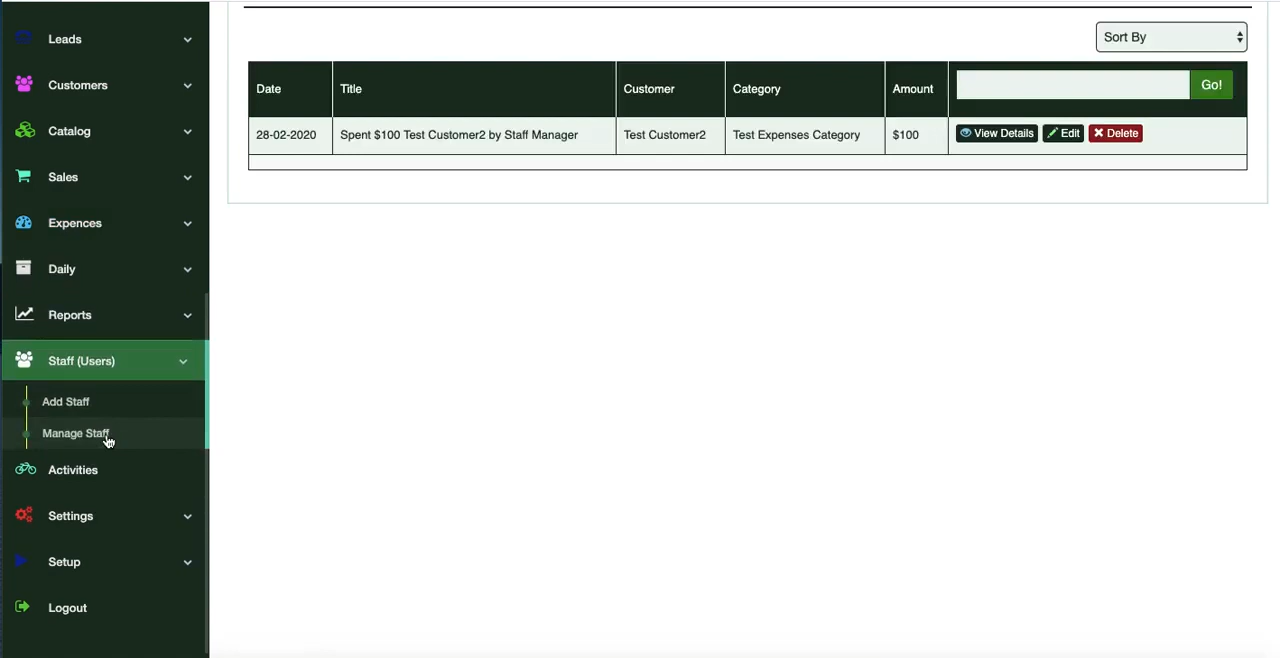 Leads
Customers
Catalog
Sales
Expences
Daily
Reports
Staff (Users)
Add Staff
Manage Staff
Activities
Settings
Setup
Logout
Sort By
Date Title Customer Category Amount Go!
28-02-2020 Spent $100 Test Customer2 by Staff Manager Test Customer2 Test Expenses Category $100 View Details Edit Delete